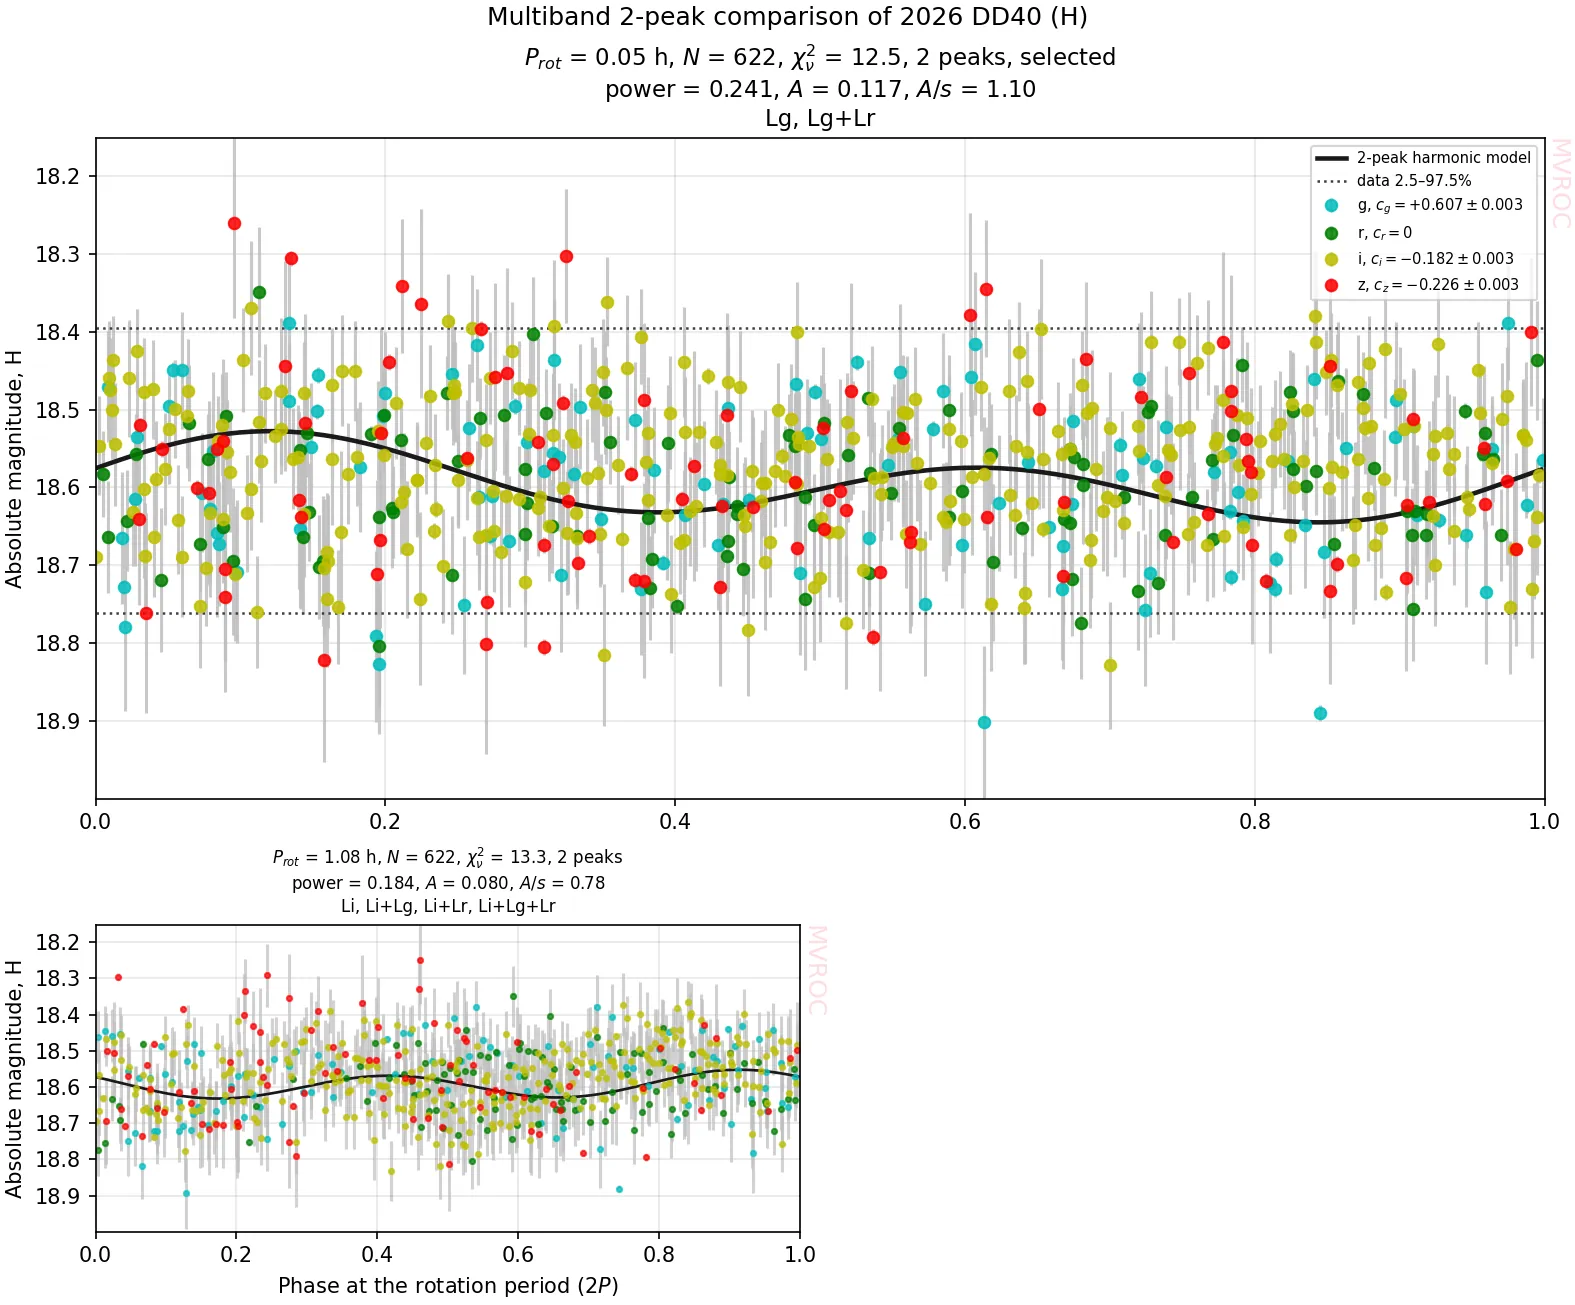 Multiband 2-peak comparison of 2026 DD40 (H)
P_rot = 0.05 h, N = 622, χ²_ν = 12.5, 2 peaks, selected
power = 0.241, A = 0.117, A/s = 1.10
Lg, Lg+Lr
2-peak harmonic model
data 2.5–97.5%
g, c_g = +0.607 ± 0.003
r, c_r = 0
i, c_i = −0.182 ± 0.003
z, c_z = −0.226 ± 0.003
MVROC
Absolute magnitude, H
18.2
18.3
18.4
18.5
18.6
18.7
18.8
18.9
0.0 0.2 0.4 0.6 0.8 1.0
P_rot = 1.08 h, N = 622, χ²_ν = 13.3, 2 peaks
power = 0.184, A = 0.080, A/s = 0.78
Li, Li+Lg, Li+Lr, Li+Lg+Lr
MVROC
Absolute magnitude, H
18.2
18.3
18.4
18.5
18.6
18.7
18.8
18.9
0.0 0.2 0.4 0.6 0.8 1.0
Phase at the rotation period (2P)